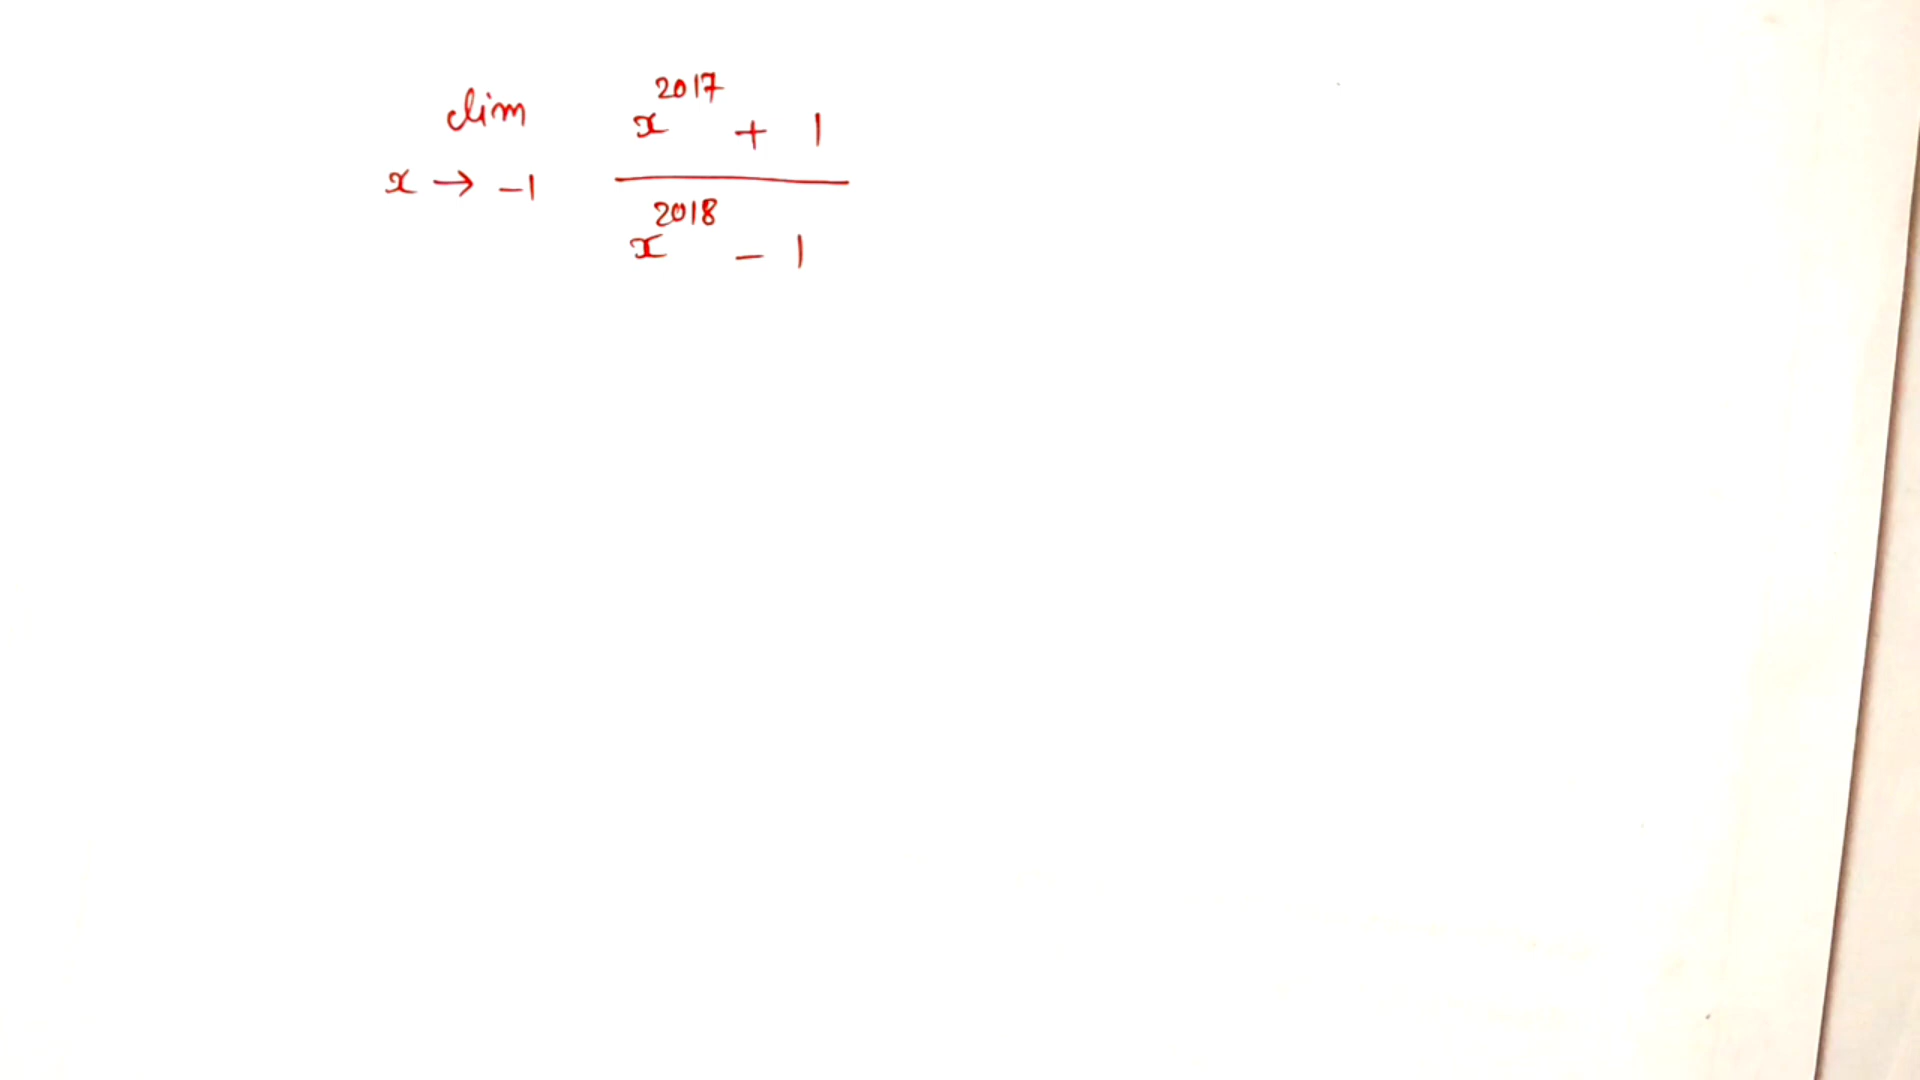 lim x → -1 (x^2017 + 1) / (x^2018 - 1)